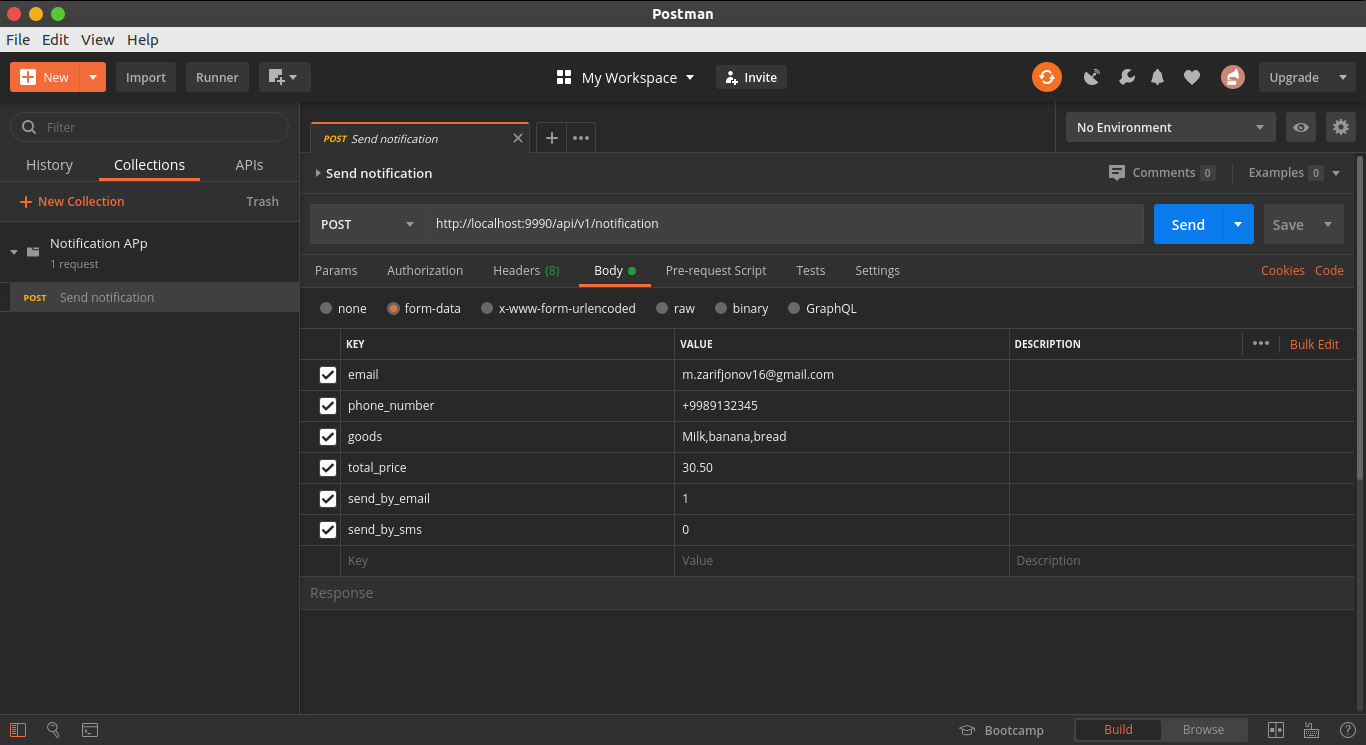 Postman
File Edit View Help
New Import Runner My Workspace Invite Upgrade
Filter
History Collections APIs
New Collection Trash
Notification APp
1 request
POST Send notification
POST Send notification
No Environment
Send notification Comments 0 Examples 0
POST http://localhost:9990/api/v1/notification Send Save
Params Authorization Headers (8) Body Pre-request Script Tests Settings Cookies Code
none form-data x-www-form-urlencoded raw binary GraphQL
KEY VALUE DESCRIPTION Bulk Edit
email m.zarifjonov16@gmail.com
phone_number +9989132345
goods Milk,banana,bread
total_price 30.50
send_by_email 1
send_by_sms 0
Key Value Description
Response
Bootcamp Build Browse